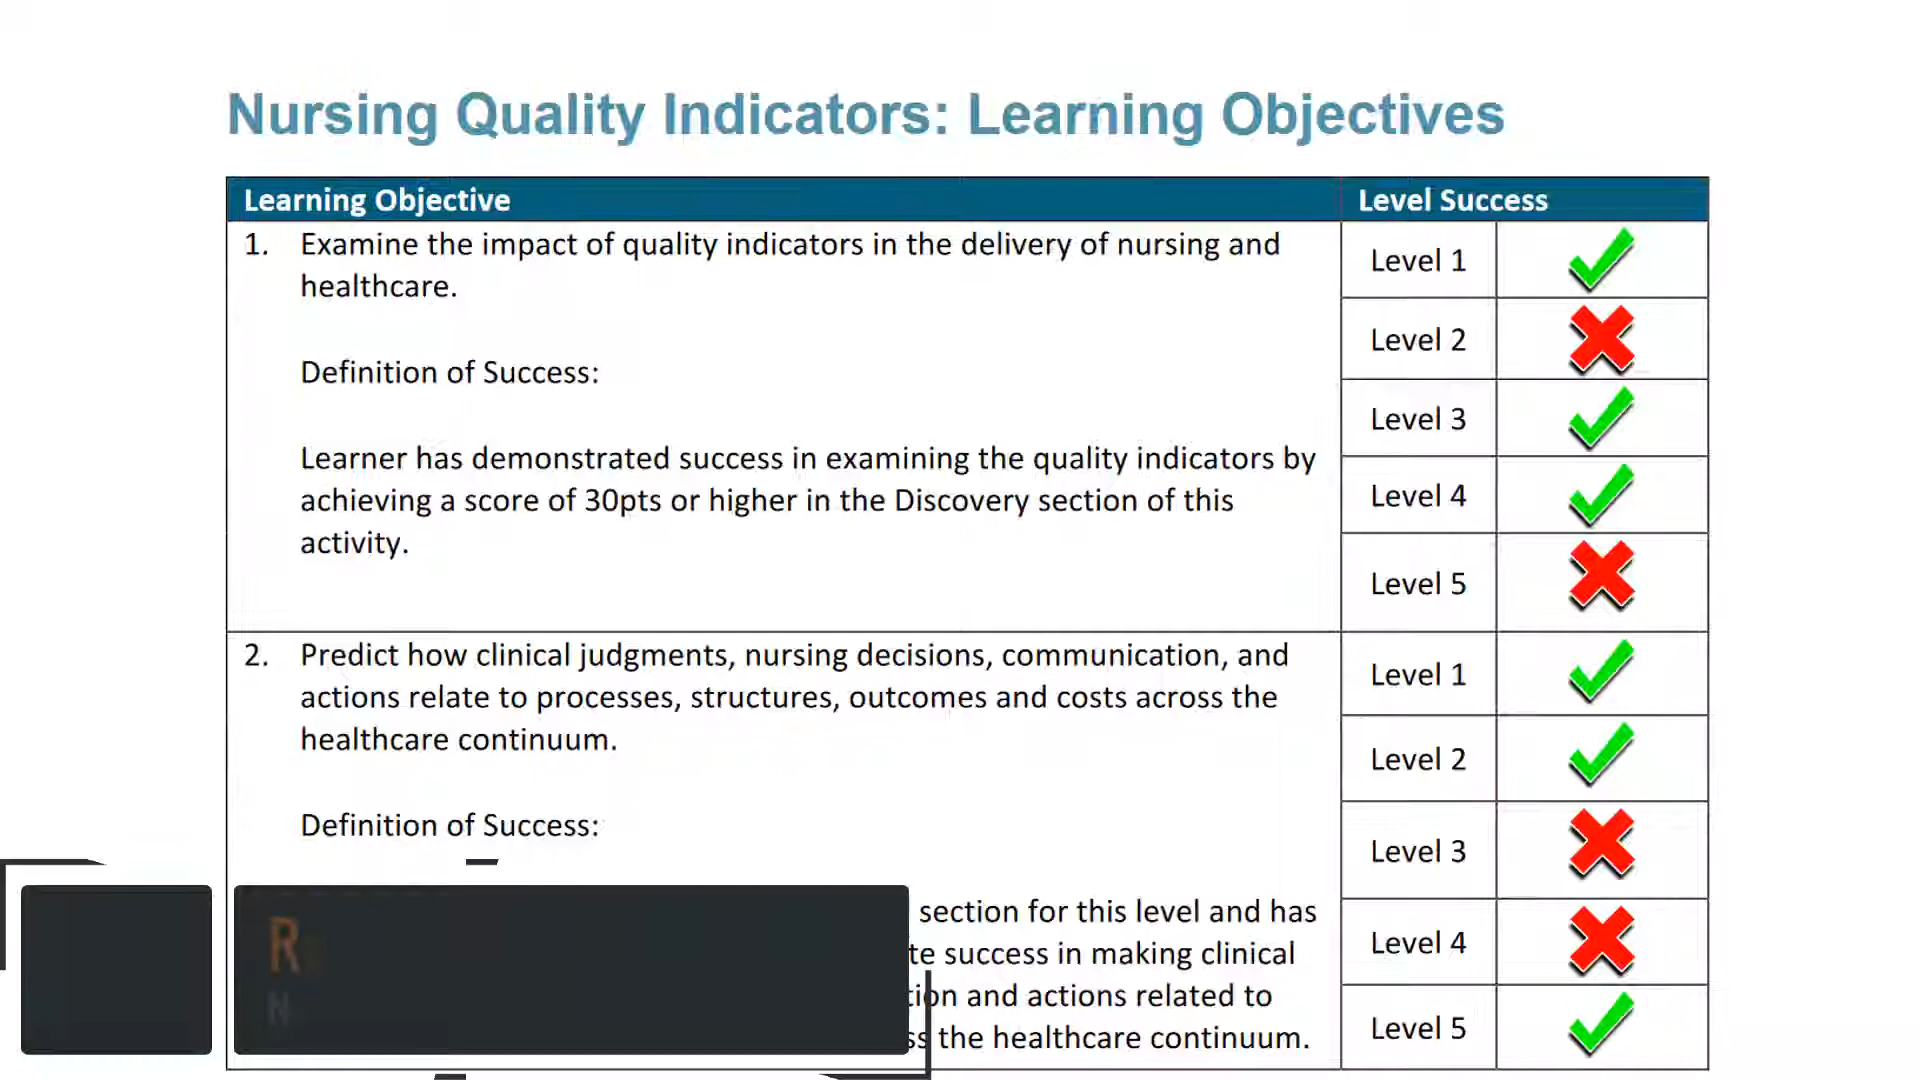 Nursing Quality Indicators: Learning Objectives
Learning Objective
Level Success
1. Examine the impact of quality indicators in the delivery of nursing and
healthcare.
Definition of Success:
Learner has demonstrated success in examining the quality indicators by
achieving a score of 30pts or higher in the Discovery section of this
activity.
Level 1
Level 2
Level 3
Level 4
Level 5
2. Predict how clinical judgments, nursing decisions, communication, and
actions relate to processes, structures, outcomes and costs across the
healthcare continuum.
Definition of Success:
section for this level and has
success in making clinical
and actions related to
the healthcare continuum.
Level 1
Level 2
Level 3
Level 4
Level 5
R
N